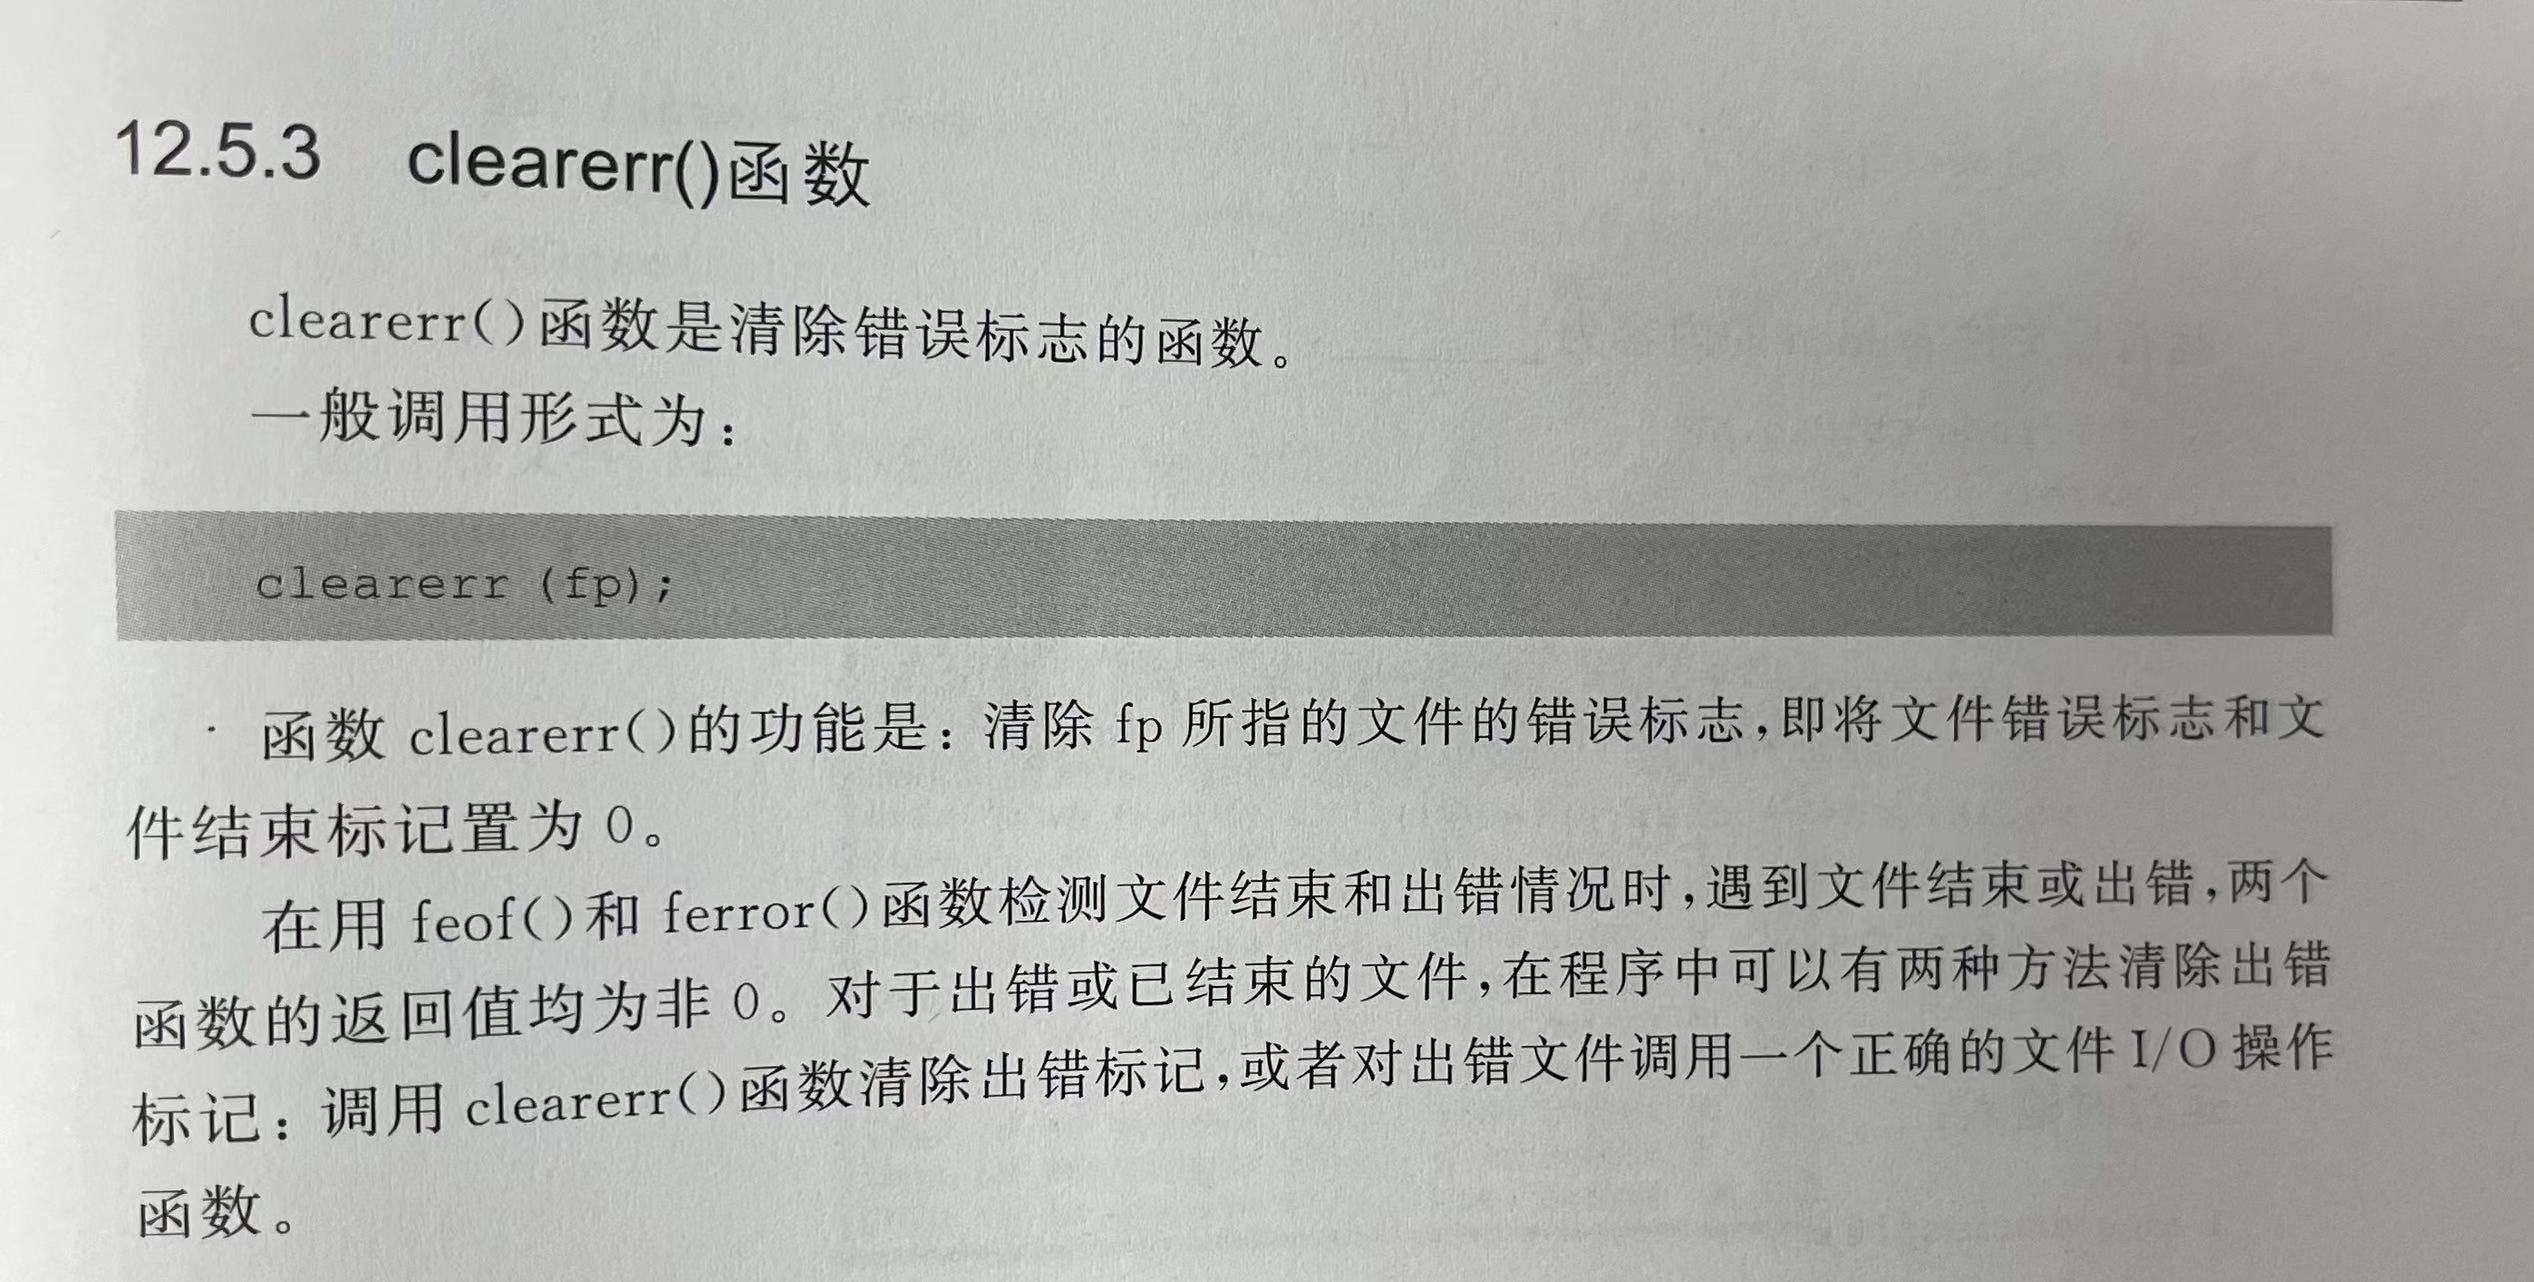 12.5.3 clearerr()函数
clearerr()函数是清除错误标志的函数。
一般调用形式为：
clearerr (fp);
函数 clearerr()的功能是：清除 fp 所指的文件的错误标志，即将文件错误标志和文
件结束标记置为 0。
在用 feof()和 ferror()函数检测文件结束和出错情况时，遇到文件结束或出错，两个
函数的返回值均为非 0。对于出错或已结束的文件，在程序中可以有两种方法清除出错
标记：调用 clearerr()函数清除出错标记，或者对出错文件调用一个正确的文件 I/O 操作
函数。